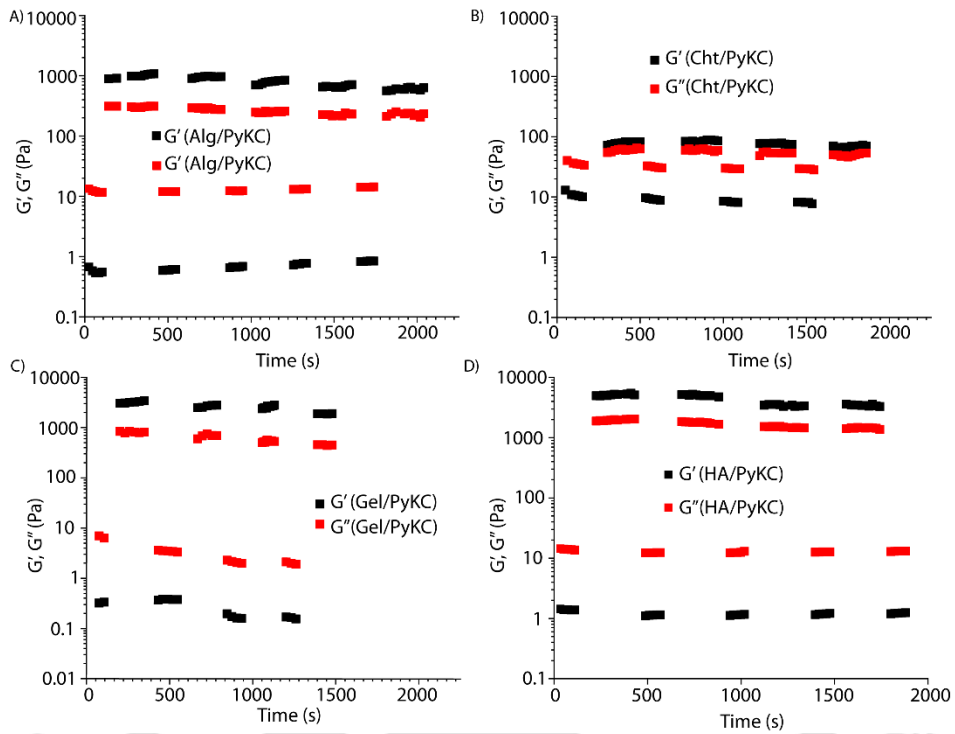 A)
10000
1000
100
10
1
0.1
G', G" (Pa)
G' (Alg/PyKC)
G' (Alg/PyKC)
0 500 1000 1500 2000
Time (s)
B)
10000
1000
100
10
1
0.1
G', G" (Pa)
G' (Cht/PyKC)
G"(Cht/PyKC)
0 500 1000 1500 2000
Time (s)
C)
10000
1000
100
10
1
0.1
0.01
G', G" (Pa)
G' (Gel/PyKC)
G"(Gel/PyKC)
0 500 1000 1500 2000
Time (s)
D)
10000
1000
100
10
1
0.1
G', G" (Pa)
G' (HA/PyKC)
G"(HA/PyKC)
0 500 1000 1500 2000
Time (s)